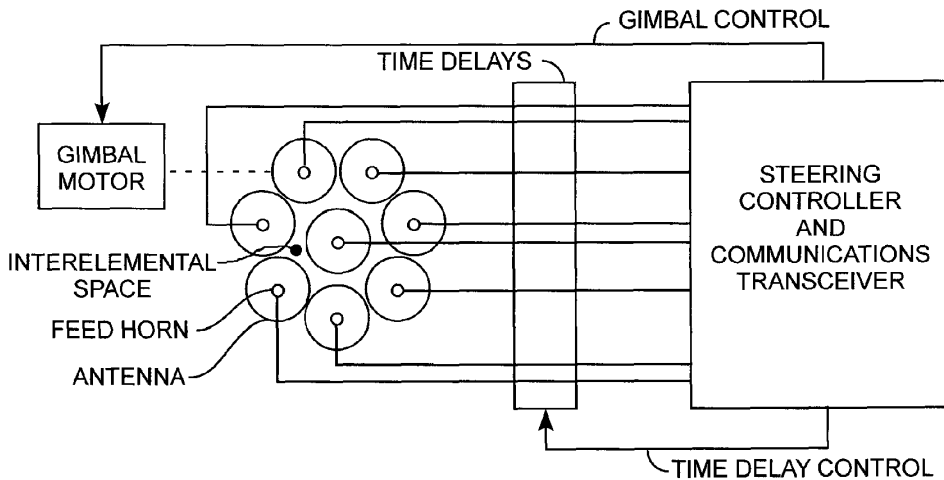 GIMBAL CONTROL
TIME DELAYS
GIMBAL
MOTOR
STEERING
CONTROLLER
AND
COMMUNICATIONS
TRANSCEIVER
INTERELEMENTAL
SPACE
FEED HORN
ANTENNA
TIME DELAY CONTROL